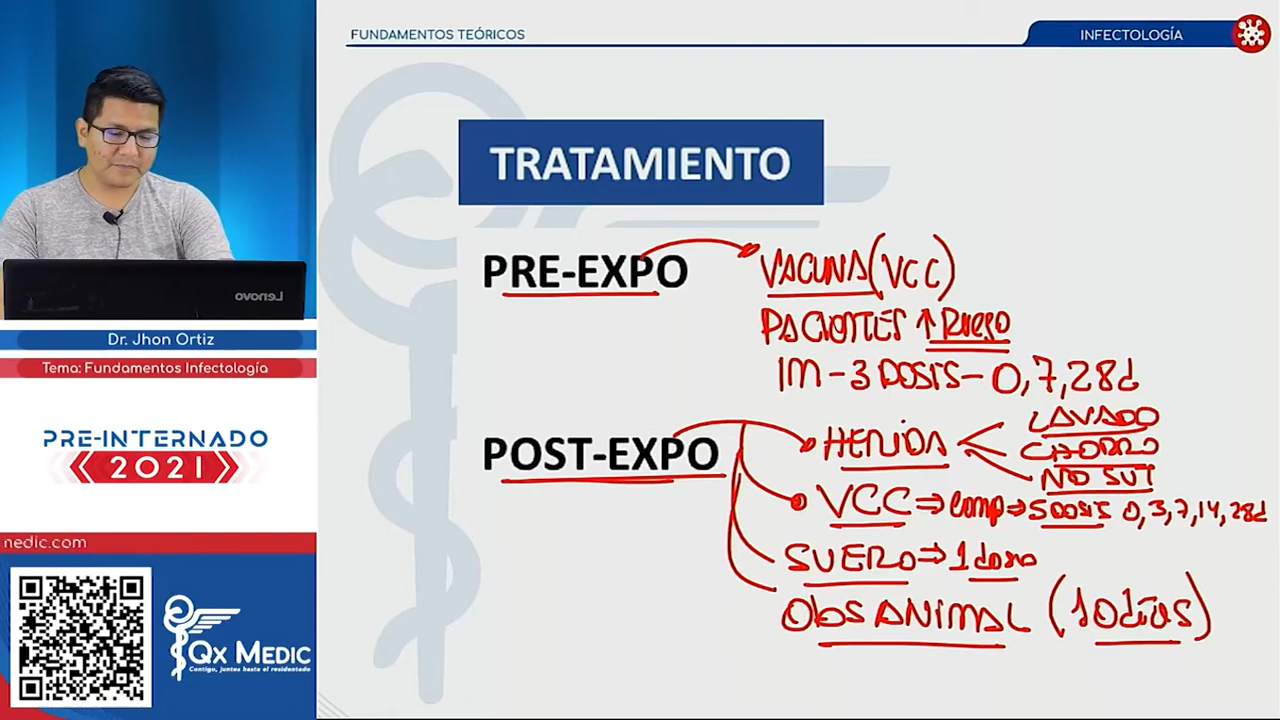 FUNDAMENTOS TEÓRICOS
INFECTOLOGÍA
TRATAMIENTO
PRE-EXPO
VACUNA (VCC)
PACIENTES ↑ RIESGO
IM - 3 DOSIS - 0, 7, 28d
POST-EXPO
HERIDA
LAVADO
CHORRO
NO SUT
VCC ⇒ Comp ⇒ 5 DOSIS 0, 3, 7, 14, 28d
SUERO ⇒ 1 dosis
Obs ANIMAL (10 días)
Lenovo
Dr. Jhon Ortiz
Tema: Fundamentos Infectología
PRE-INTERNADO
2021
nedic.com
Qx MEDIC
Contigo, juntos hasta el residentado